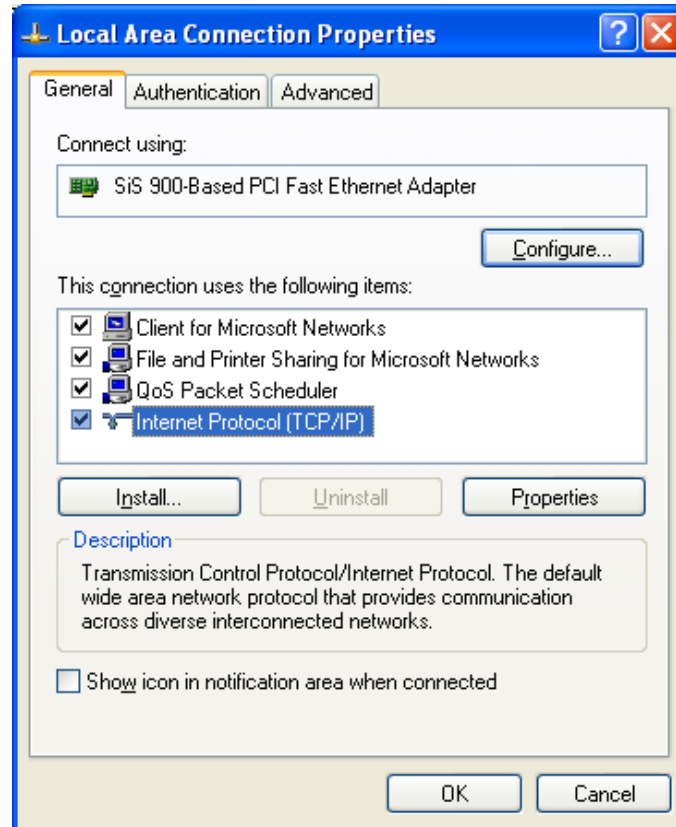 Local Area Connection Properties
General Authentication Advanced
Connect using:
SiS 900-Based PCI Fast Ethernet Adapter
Configure...
This connection uses the following items:
Client for Microsoft Networks
File and Printer Sharing for Microsoft Networks
QoS Packet Scheduler
Internet Protocol (TCP/IP)
Install... Uninstall Properties
Description
Transmission Control Protocol/Internet Protocol. The default
wide area network protocol that provides communication
across diverse interconnected networks.
Show icon in notification area when connected
OK Cancel